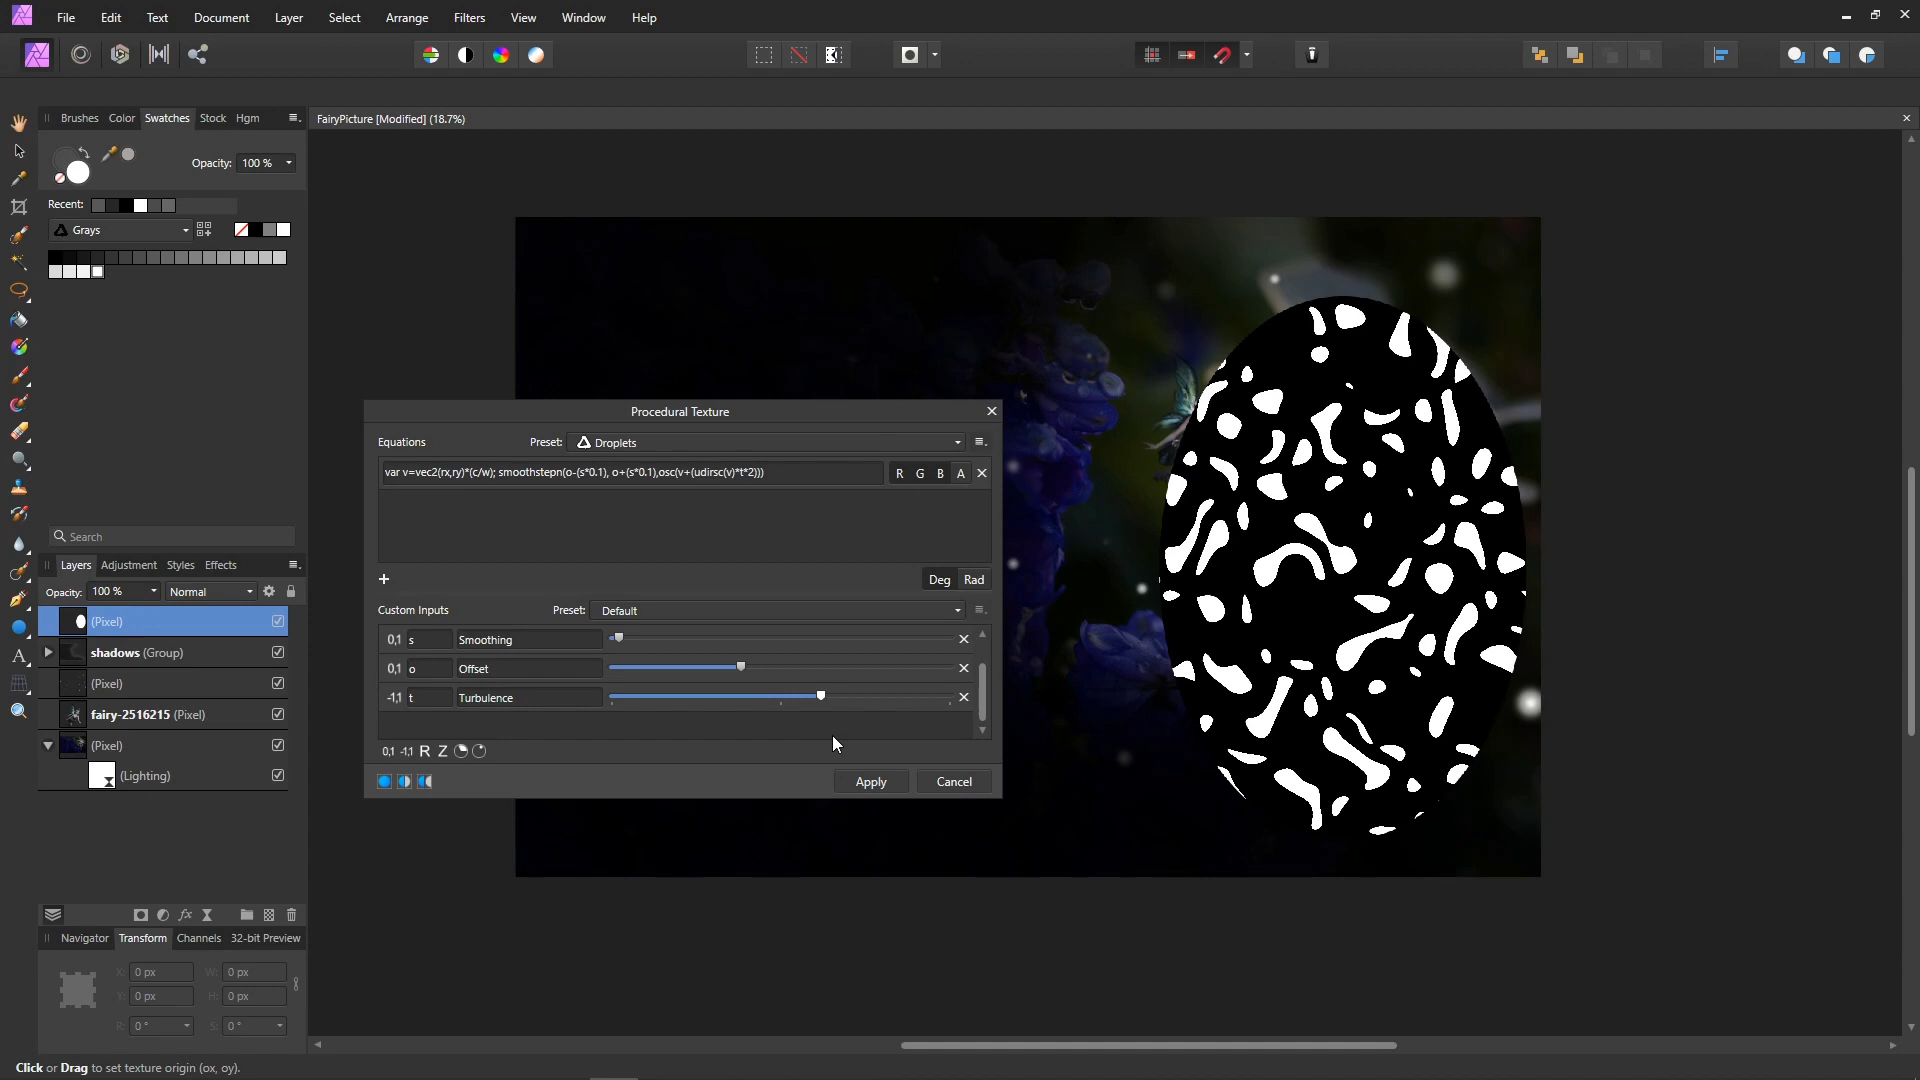 File Edit Text Document Layer Select Arrange Filters View Window Help
Brushes Color Swatches Stock Hgm
FairyPicture [Modified] (18.7%)
Opacity: 100 %
Recent:
Grays
Search
Layers Adjustment Styles Effects
Opacity: 100 % Normal
(Pixel)
shadows (Group)
(Pixel)
fairy-2516215 (Pixel)
(Pixel)
(Lighting)
Navigator Transform Channels 32-bit Preview
X: 0 px W: 0 px
Y: 0 px H: 0 px
R: 0 ° S: 0 °
Procedural Texture
Equations Preset: Droplets
var v=vec2(rx,ry)*(c/w); smoothstepn(o-(s*0.1), o+(s*0.1),osc(v+(udirsc(v)*t*2))) R G B A
Deg Rad
Custom Inputs Preset: Default
0,1 s Smoothing
0,1 o Offset
-1,1 t Turbulence
0,1 -1,1 R Z
Apply Cancel
Click or Drag to set texture origin (ox, oy).